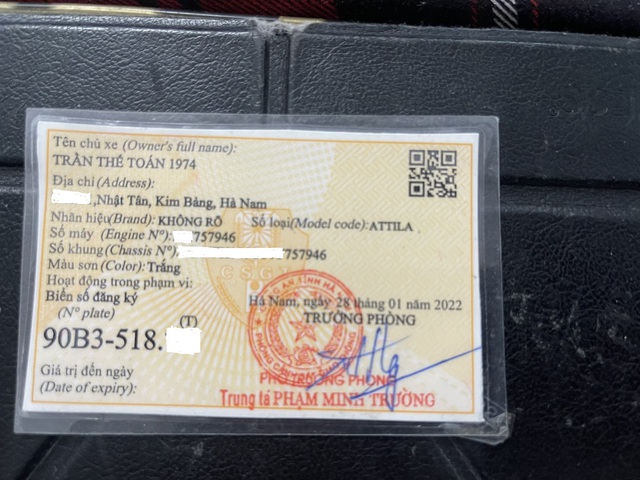 Tên chủ xe (Owner's full name):
TRẦN THẾ TOÁN 1974
Địa chỉ (Address):
,Nhật Tân, Kim Bảng, Hà Nam
Nhãn hiệu(Brand): KHÔNG RÕ Số loại(Model code): ATTILA
Số máy (Engine Nº): 757946
Số khung(Chassis Nº): 757946
Màu sơn (Color): Trắng
Hoạt động trong phạm vi:
Biển số đăng ký Hà Nam, ngày 28 tháng 01 năm 2022
(Nº plate) (T) TRƯỞNG PHÒNG
90B3-518.
Giá trị đến ngày PHÓ TRƯỞNG PHÒNG
(Date of expiry): Trung tá PHẠM MINH TRƯỜNG